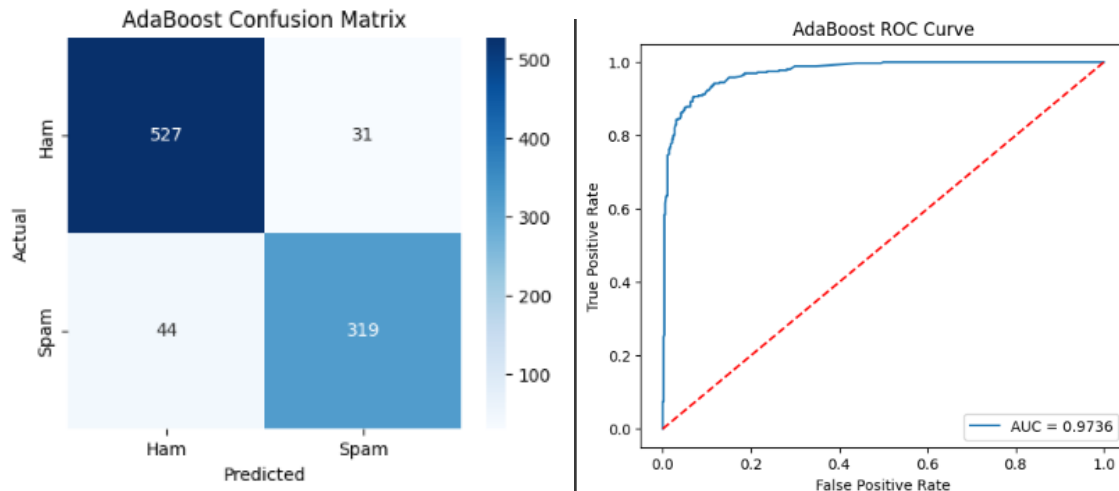 AdaBoost Confusion Matrix
Actual
Ham
Spam
527
31
44
319
Ham
Spam
Predicted
500
400
300
200
100
AdaBoost ROC Curve
True Positive Rate
1.0
0.8
0.6
0.4
0.2
0.0
AUC = 0.9736
0.0
0.2
0.4
0.6
0.8
1.0
False Positive Rate